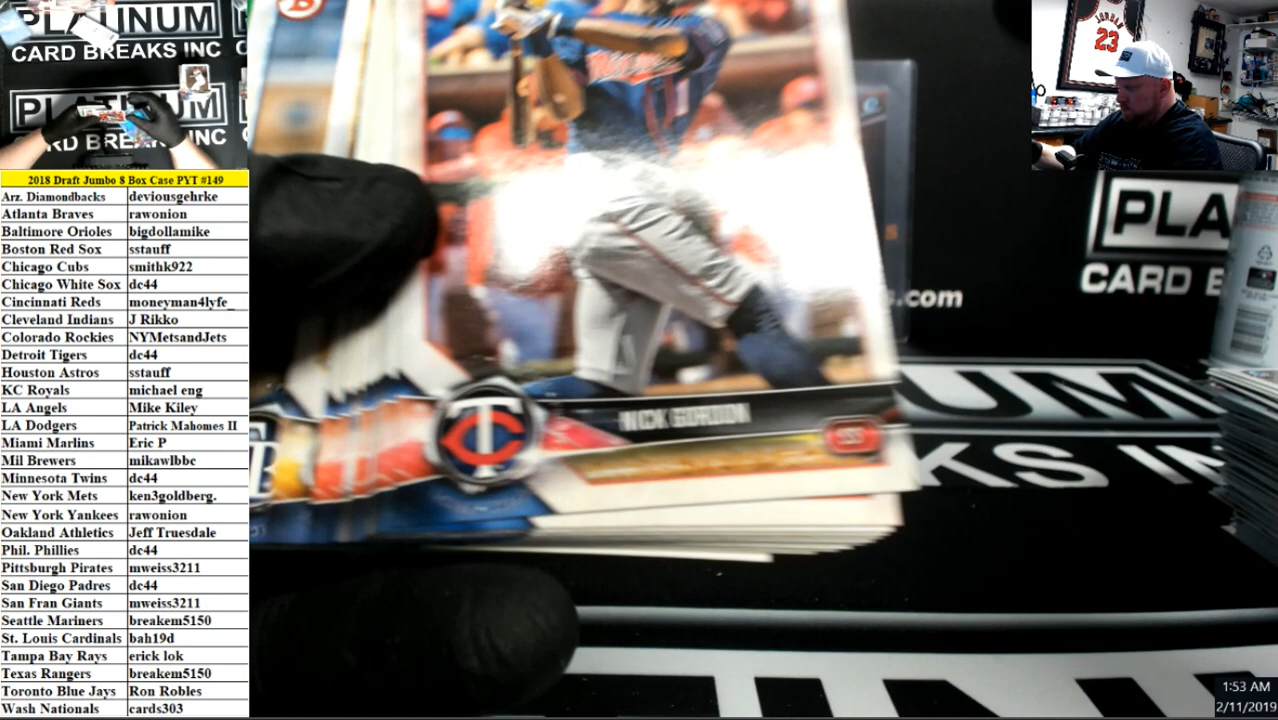 PLATINUM
CARD BREAKS INC
PLATINUM
RD BREA INC
2018 Draft Jumbo 8 Box Case PYT #149
Arz. Diamondbacks deviousgehrke
Atlanta Braves rawonion
Baltimore Orioles bigdollamike
Boston Red Sox sstauff
Chicago Cubs smithk922
Chicago White Sox dc44
Cincinnati Reds moneyman4lyfe_
Cleveland Indians J Rikko
Colorado Rockies NYMetsandJets
Detroit Tigers dc44
Houston Astros sstauff
KC Royals michael eng
LA Angels Mike Kiley
LA Dodgers Patrick Mahomes II
Miami Marlins Eric P
Mil Brewers mikawlbbc
Minnesota Twins dc44
New York Mets ken3goldberg.
New York Yankees rawonion
Oakland Athletics Jeff Truesdale
Phil. Phillies dc44
Pittsburgh Pirates mweiss3211
San Diego Padres dc44
San Fran Giants mweiss3211
Seattle Mariners breakem5150
St. Louis Cardinals bah19d
Tampa Bay Rays erick lok
Texas Rangers breakem5150
Toronto Blue Jays Ron Robles
Wash Nationals cards303
NICK GORDON
TC
JORDAN
23
PLA
CARD B
s.com
UM
KS IN
1:53 AM
2/11/2019